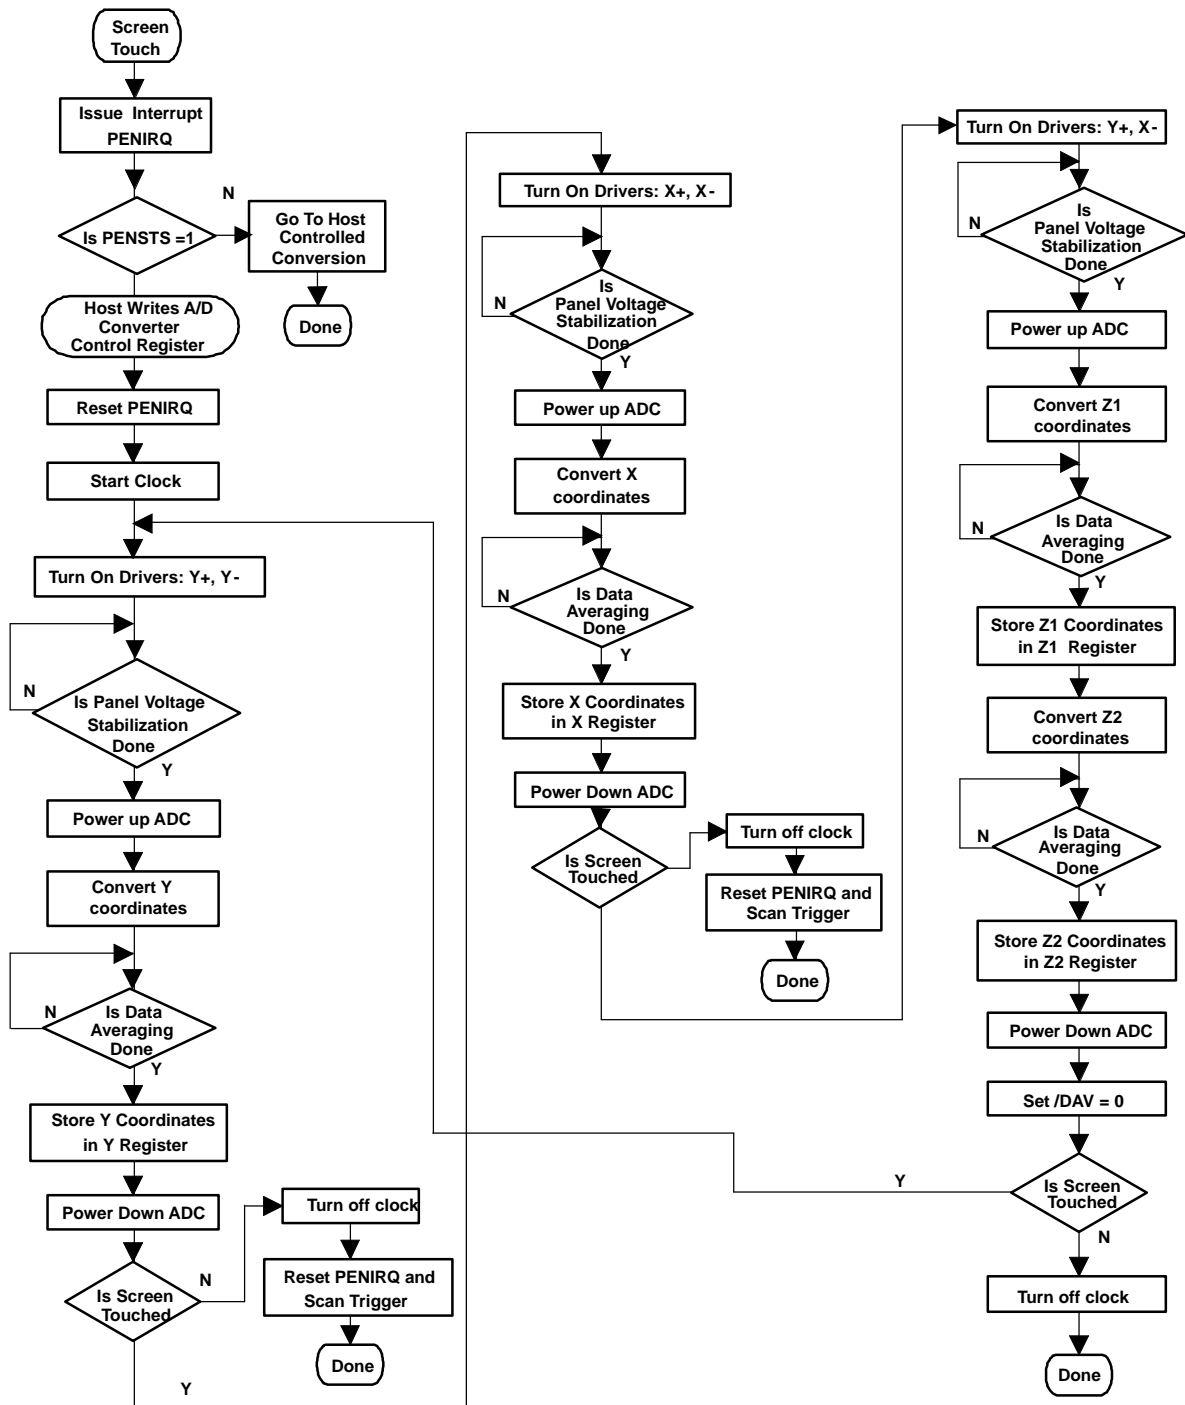 Screen
Touch
Issue Interrupt
PENIRQ
Is PENSTS =1
N
Go To Host
Controlled
Conversion
Done
Host Writes A/D
Converter
Control Register
Reset PENIRQ
Start Clock
Turn On Drivers: Y+, Y-
Is Panel Voltage
Stabilization
Done
N
Y
Power up ADC
Convert Y
coordinates
Is Data
Averaging
Done
N
Y
Store Y Coordinates
in Y Register
Power Down ADC
Is Screen
Touched
N
Turn off clock
Reset PENIRQ and
Scan Trigger
Done
Y
Turn On Drivers: X+, X-
Is
Panel Voltage
Stabilization
Done
N
Y
Power up ADC
Convert X
coordinates
Is Data
Averaging
Done
N
Y
Store X Coordinates
in X Register
Power Down ADC
Is Screen
Touched
Turn off clock
Reset PENIRQ and
Scan Trigger
Done
Turn On Drivers: Y+, X-
Is
Panel Voltage
Stabilization
Done
N
Y
Power up ADC
Convert Z1
coordinates
Is Data
Averaging
Done
N
Y
Store Z1 Coordinates
in Z1 Register
Convert Z2
coordinates
Is Data
Averaging
Done
N
Y
Store Z2 Coordinates
in Z2 Register
Power Down ADC
Set /DAV = 0
Is Screen
Touched
Y
N
Turn off clock
Done